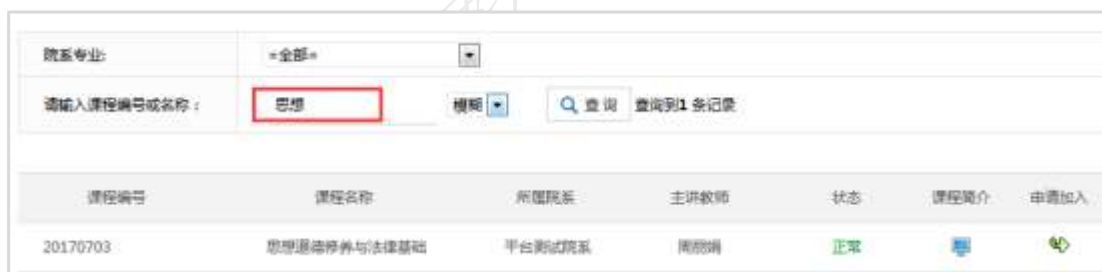 院系专业: =全部=
请输入课程编号或名称： 思想 模糊 查询 查询到1 条记录
课程编号 课程名称 所属院系 主讲教师 状态 课程简介 申请加入
20170703 思想道德修养与法律基础 平台测试院系 正常